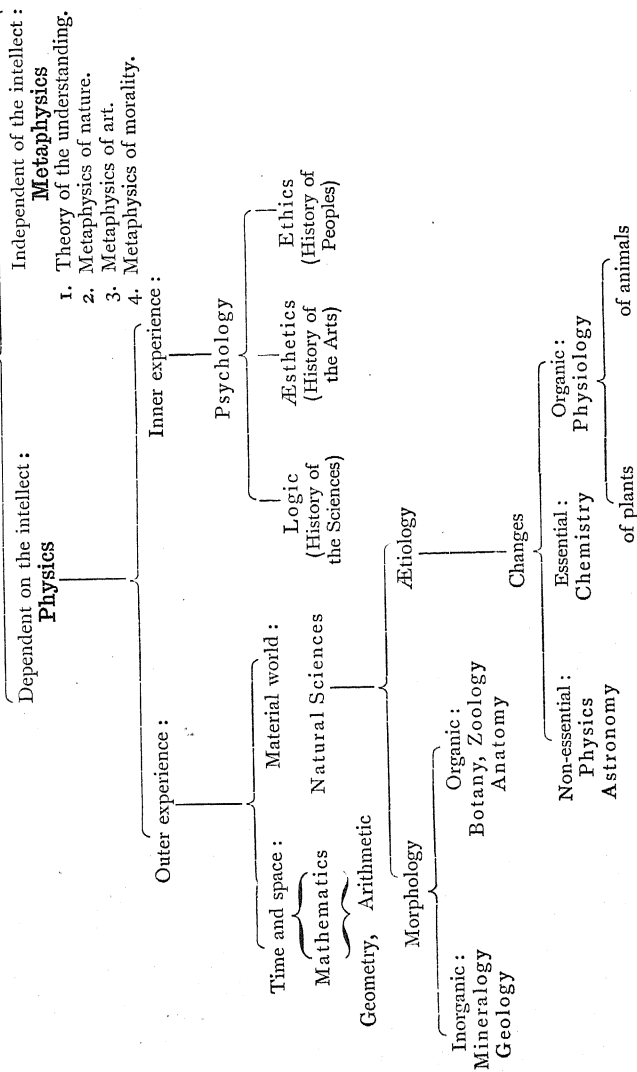 Dependent on the intellect:
Physics
Independent of the intellect:
Metaphysics
1. Theory of the understanding.
2. Metaphysics of nature.
3. Metaphysics of art.
4. Metaphysics of morality.
Outer experience:
Inner experience:
Psychology
Time and space:
Mathematics
Geometry, Arithmetic
Material world:
Natural Sciences
Logic
(History of
the Sciences)
Æsthetics
(History of
the Arts)
Ethics
(History of
Peoples)
Morphology
Ætiology
Inorganic:
Mineralogy
Geology
Organic:
Botany, Zoology
Anatomy
Changes
Non-essential:
Physics
Astronomy
Essential:
Chemistry
Organic:
Physiology
of plants
of animals